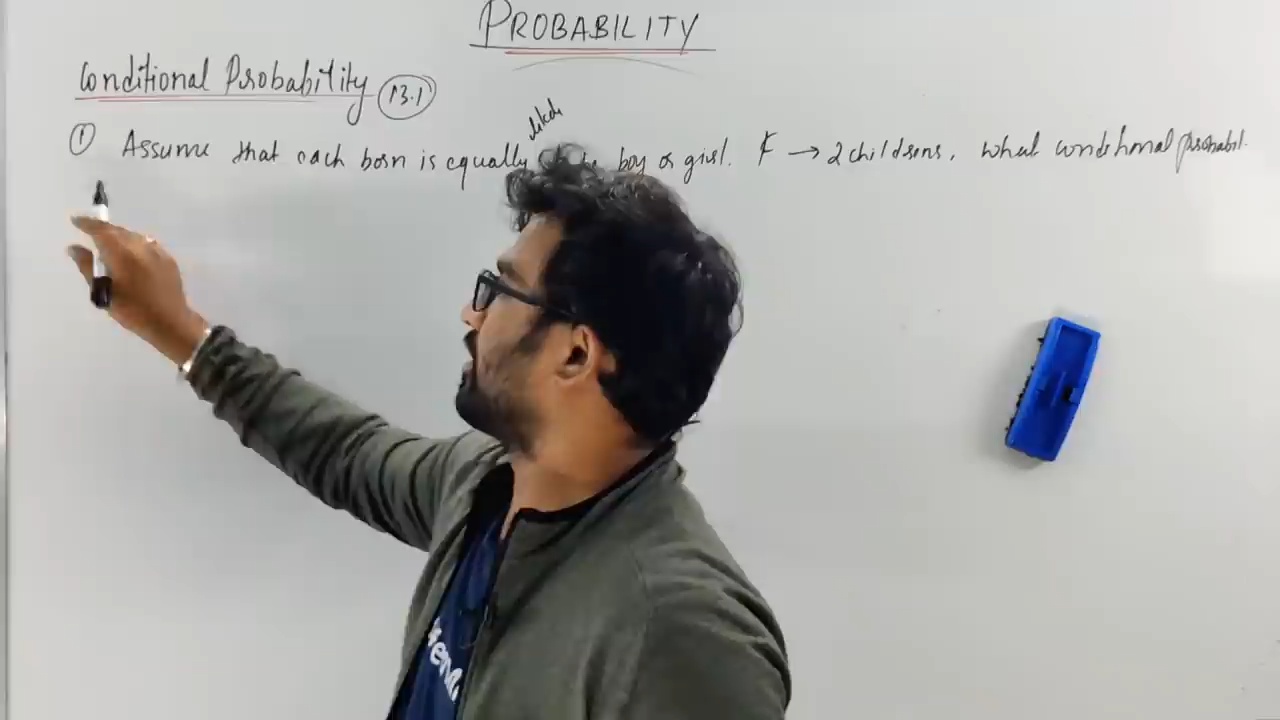 PROBABILITY
Conditional Probability 13.1
① Assume that each born is equally likely boy or girl. F → 2 childrens, what conditional probabil.